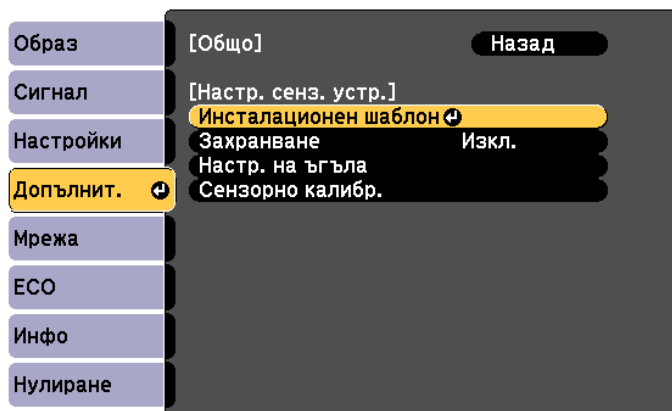 Образ
Сигнал
Настройки
Допълнит.
Мрежа
ECO
Инфо
Нулиране
[Общо] Назад
[Настр. сенз. устр.]
Инсталационен шаблон
Захранване Изкл.
Настр. на ъгъла
Сензорно калибр.